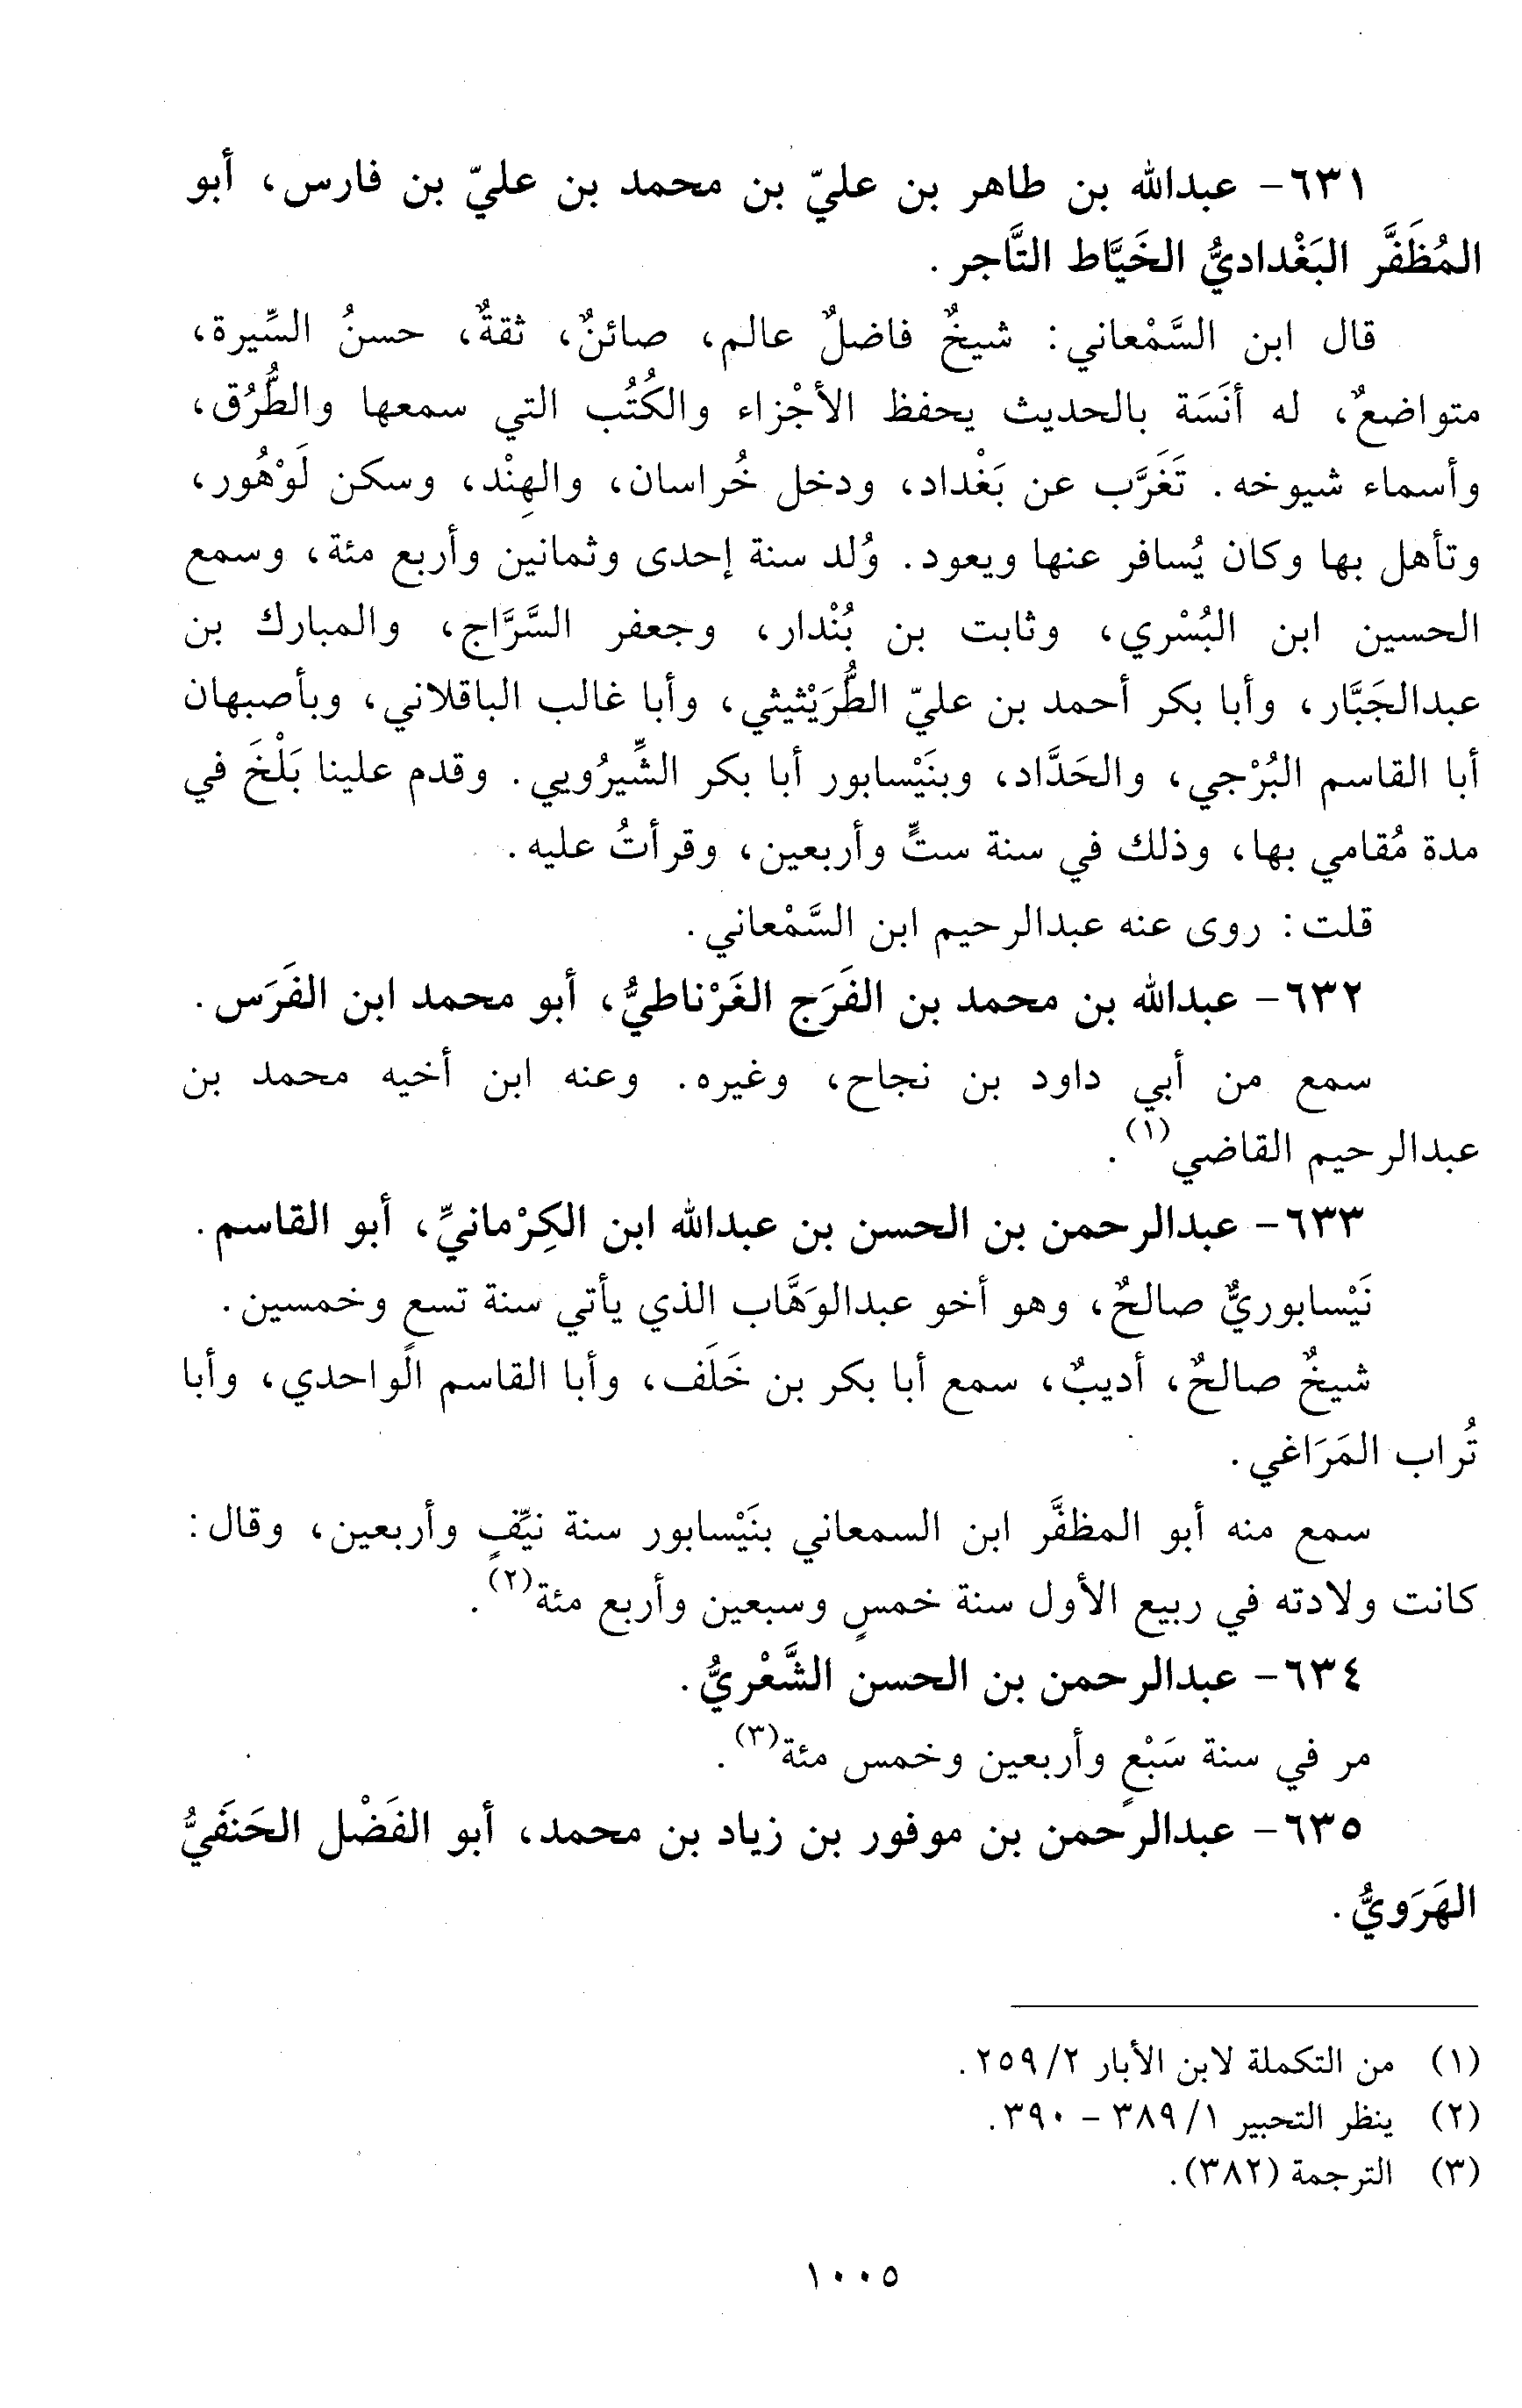 ٦٣١- عبدالله بن طاهر بن عليّ بن محمد بن عليّ بن فارس، أبو
المُظَفَّر البَغْداديُّ الخَيَّاط التَّاجر.
قال ابن السَّمْعاني: شيخٌ فاضلٌ عالم، صائنٌ، ثقةٌ، حسنُ السِّيرة،
متواضعٌ، له أنَسَة بالحديث يحفظ الأجْزاء والكُتُب التي سمعها والطُّرُق،
وأسماء شيوخه. تَغَرَّب عن بَغْداد، ودخل خُراسان، والهِنْد، وسكن لَوْهُور،
وتأهل بها وكان يُسافر عنها ويعود. وُلد سنة إحدى وثمانين وأربع مئة، وسمع
الحسين ابن البُسْري، وثابت بن بُنْدار، وجعفر السَّرَّاج، والمبارك بن
عبدالجَبَّار، وأبا بكر أحمد بن عليّ الطُّرَيْثيثي، وأبا غالب الباقلاني، وبأصبهان
أبا القاسم البُرْجي، والحَدَّاد، وبنَيْسابور أبا بكر الشِّيرُويي. وقدم علينا بَلْخَ في
مدة مُقامي بها، وذلك في سنة ستٍّ وأربعين، وقرأتُ عليه.
قلت: روى عنه عبدالرحيم ابن السَّمْعاني.
٦٣٢- عبدالله بن محمد بن الفَرَج الغَرْناطيُّ، أبو محمد ابن الفَرَس.
سمع من أبي داود بن نجاح، وغيره. وعنه ابن أخيه محمد بن
عبدالرحيم القاضي(١).
٦٣٣- عبدالرحمن بن الحسن بن عبدالله ابن الكِرْمانيِّ، أبو القاسم.
نَيْسابوريٌّ صالحٌ، وهو أخو عبدالوَهَّاب الذي يأتي سنة تسع وخمسين.
شيخٌ صالحٌ، أديبٌ، سمع أبا بكر بن خَلَف، وأبا القاسم الواحدي، وأبا
تُراب المَرَاغي.
سمع منه أبو المظفَّر ابن السمعاني بنَيْسابور سنة نيِّفٍ وأربعين، وقال:
كانت ولادته في ربيع الأول سنة خمسٍ وسبعين وأربع مئة(٢).
٦٣٤- عبدالرحمن بن الحسن الشَّعْريُّ.
مر في سنة سَبْعٍ وأربعين وخمس مئة(٣).
٦٣٥- عبدالرحمن بن موفور بن زياد بن محمد، أبو الفَضْل الحَنفَيُّ
الهَرَويُّ.
(١) من التكملة لابن الأبار ٢/ ٢٥٩.
(٢) ينظر التحبير ١/ ٣٨٩ - ٣٩٠.
(٣) الترجمة (٣٨٢).
١٠٠٥